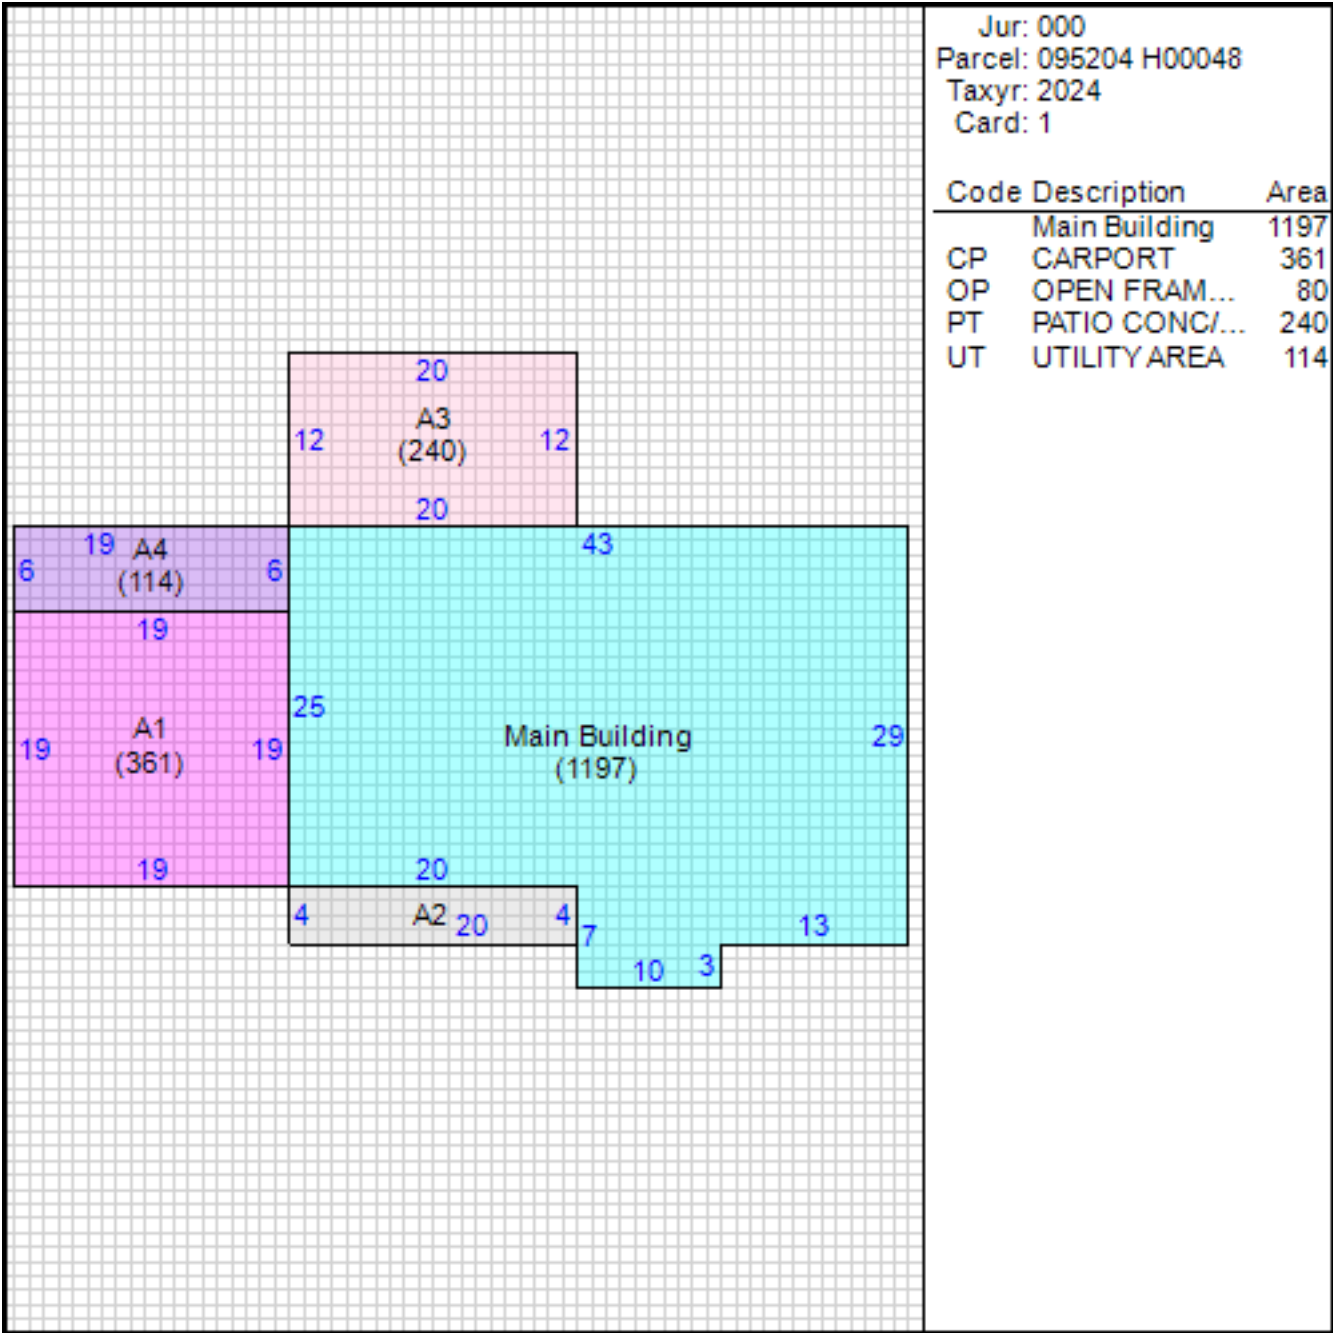 Jur: 000
Parcel: 095204 H00048
Taxyr: 2024
Card: 1
Code Description Area
Main Building 1197
CP CARPORT 361
OP OPEN FRAM... 80
PT PATIO CONC/... 240
UT UTILITY AREA 114
20
A3
12 12
(240)
20
19 A4 43
6 6
(114)
19
25
A1 Main Building 29
19 19
(361) (1197)
19 20
4 A2 20 4 13
7
10 3